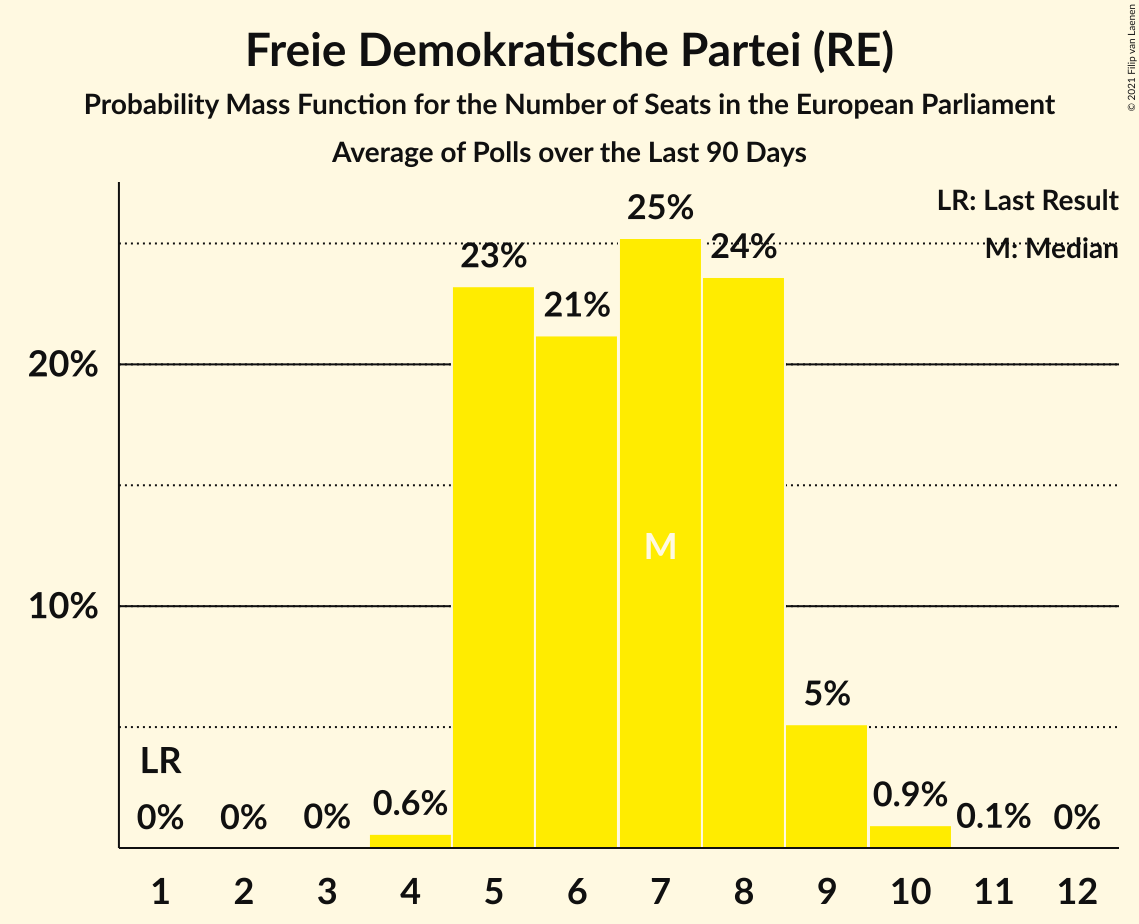 Freie Demokratische Partei (RE)
Probability Mass Function for the Number of Seats in the European Parliament
Average of Polls over the Last 90 Days
© 2021 Filip van Laenen
LR: Last Result
M: Median
25%
24%
23%
21%
20%
M
10%
5%
LR
0% 0% 0% 0.6% 0.9% 0.1% 0%
1 2 3 4 5 6 7 8 9 10 11 12